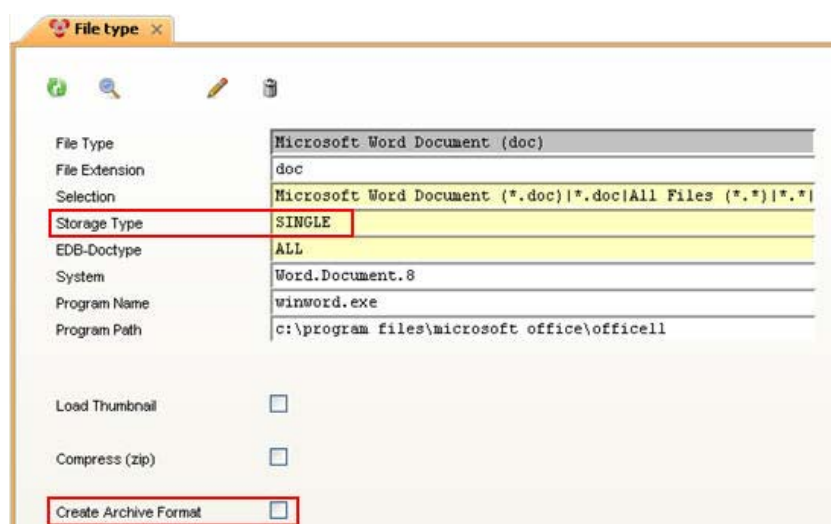 File type
File Type Microsoft Word Document (doc)
File Extension doc
Selection Microsoft Word Document (*.doc)|*.doc|All Files (*.*)|*.*|
Storage Type SINGLE
EDB-Doctype ALL
System Word.Document.8
Program Name winword.exe
Program Path c:\program files\microsoft office\office11
Load Thumbnail
Compress (zip)
Create Archive Format